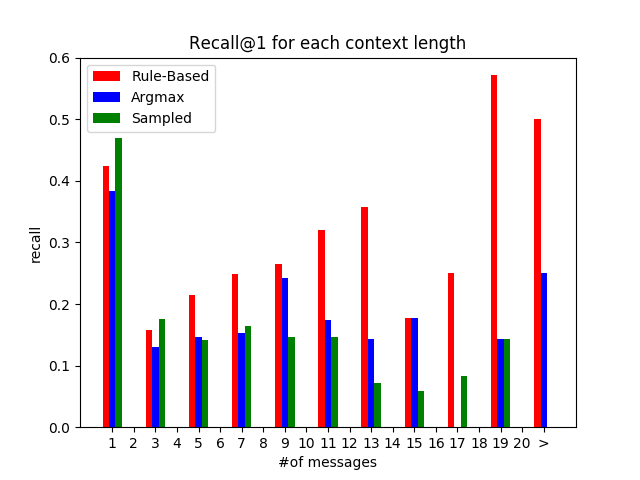 Recall@1 for each context length
Rule-Based
Argmax
Sampled
0.6
0.5
0.4
0.3
0.2
0.1
0.0
recall
1 2 3 4 5 6 7 8 9 10 11 12 13 14 15 16 17 18 19 20 >
#of messages